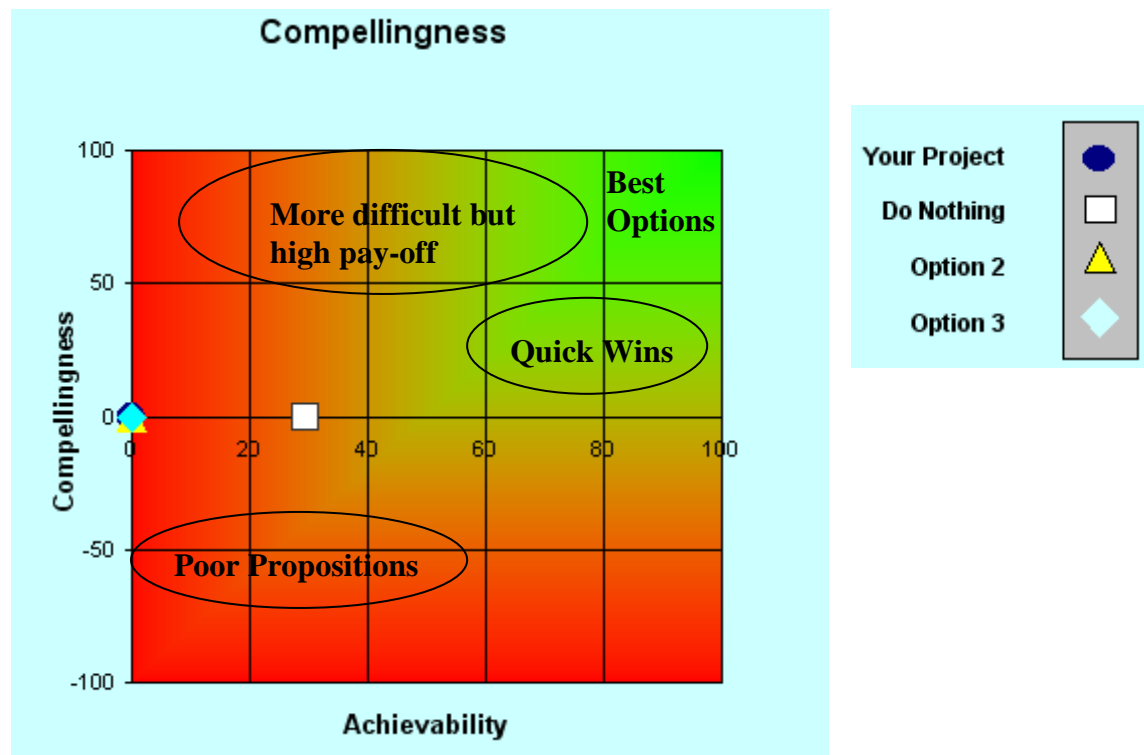 Compellingness
100
50
0
-50
-100
Compellingness
More difficult but
high pay-off
Best
Options
Quick Wins
0 20 40 60 80 100
Poor Propositions
Achievability
Your Project
Do Nothing
Option 2
Option 3